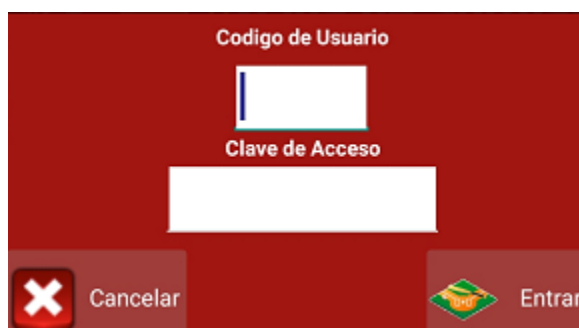 Codigo de Usuario
Clave de Acceso
Cancelar
Entrar